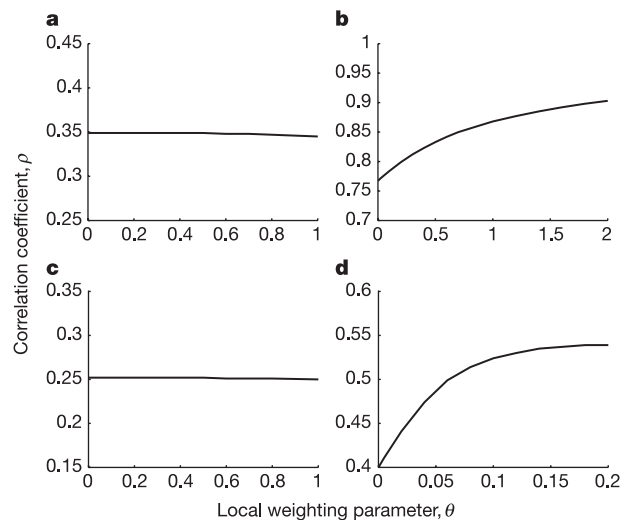 a
b
0.45
0.4
0.35
0.3
0.25
0 0.2 0.4 0.6 0.8 1
1
0.95
0.9
0.85
0.8
0.75
0.7
0 0.5 1 1.5 2
Correlation coefficient, ρ
c
d
0.35
0.3
0.25
0.2
0.15
0 0.2 0.4 0.6 0.8 1
0.6
0.55
0.5
0.45
0.4
0 0.05 0.1 0.15 0.2
Local weighting parameter, θ